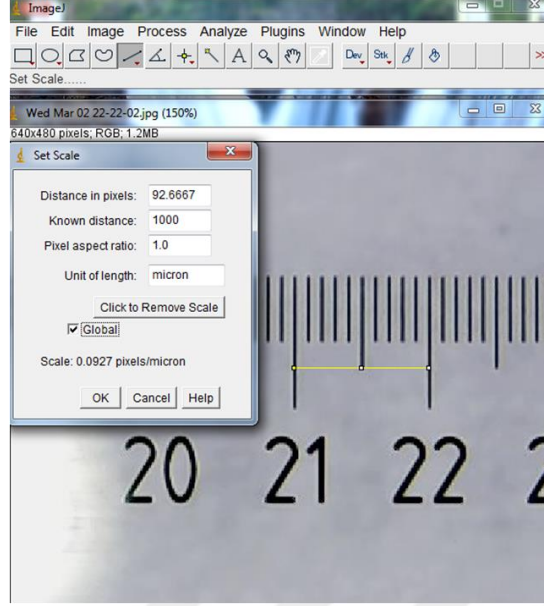 ImageJ
File Edit Image Process Analyze Plugins Window Help
A Dev Stk >>
Set Scale......
Wed Mar 02 22-22-02.jpg (150%)
640x480 pixels; RGB; 1.2MB
Set Scale
Distance in pixels: 92.6667
Known distance: 1000
Pixel aspect ratio: 1.0
Unit of length: micron
Click to Remove Scale
Global
Scale: 0.0927 pixels/micron
OK Cancel Help
20 21 22 2